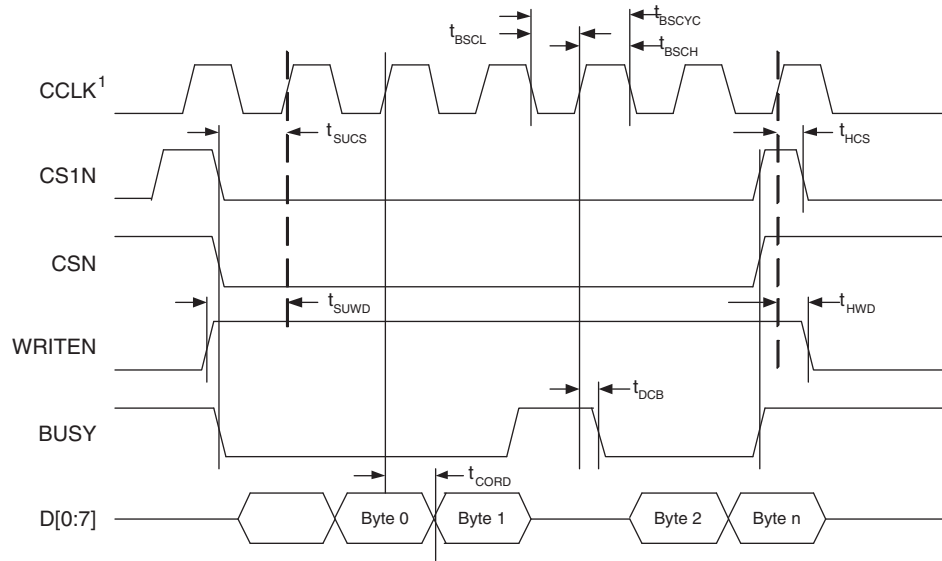 tBSCYC
tBSCL
tBSCH
CCLK1
tSUCS
tHCS
CS1N
CSN
tSUWD
tHWD
WRITEN
tDCB
BUSY
tCORD
D[0:7]
Byte 0
Byte 1
Byte 2
Byte n